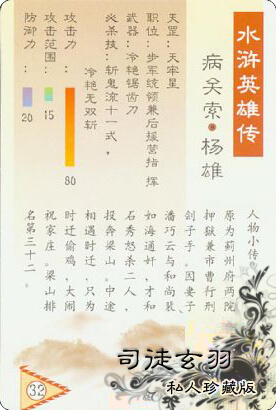 水浒英雄传
病关索·杨雄
天罡：天牢星
职位：步军统领兼后援营指挥
武器：冷艳锯齿刀
必杀技：斩鬼流十一式，
冷艳无双斩
攻击力：
80
攻击范围：
15
防御力：
20
人物小传：
原为蓟州府两院
押狱兼市曹行刑
刽子手。因妻子
潘巧云与和尚裴
如海通奸，才和
石秀怒杀二人，
投奔梁山。中途
相遇时迁，只为
时迁偷鸡，大闹
祝家庄。梁山排
名第三十二。
32
司徒玄羽
私人珍藏版